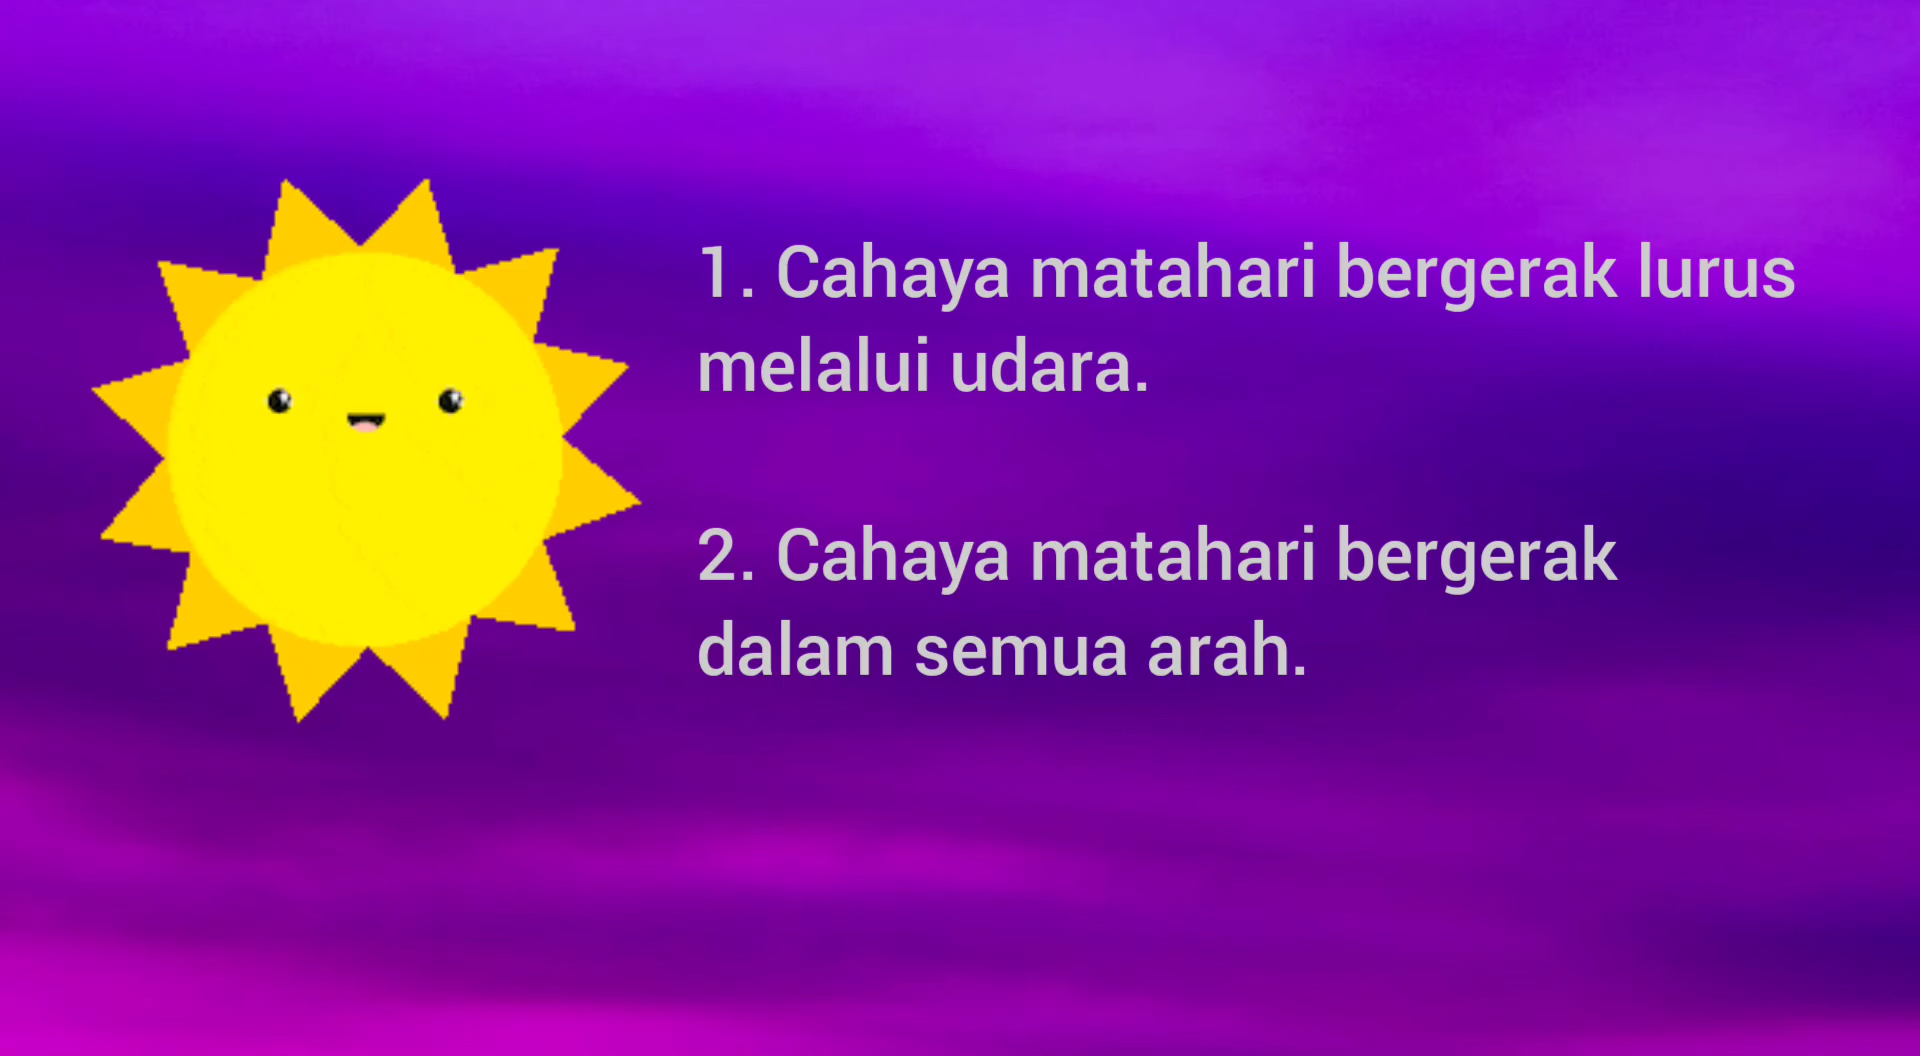 1. Cahaya matahari bergerak lurus
melalui udara.
2. Cahaya matahari bergerak
dalam semua arah.